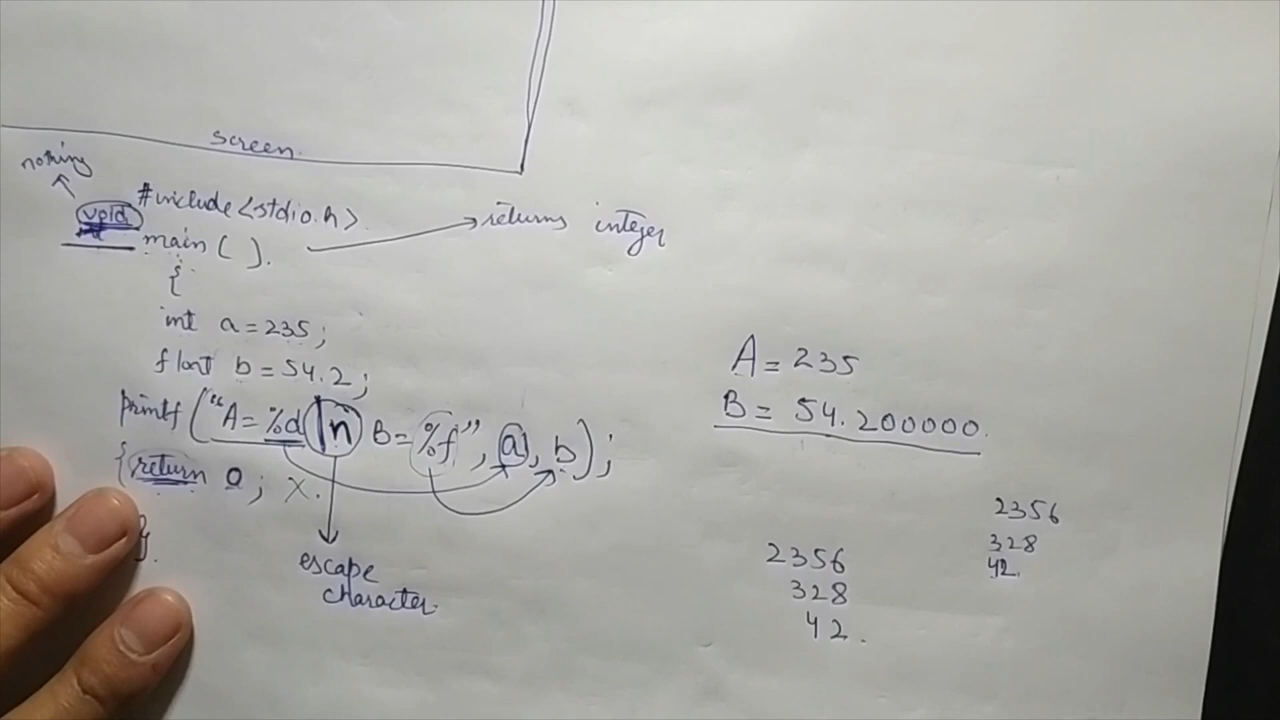 screen
nothing
#include<stdio.h>
void
main( ).
returns integer
{
int a=235;
float b=54.2;
printf("A=%d\n B=%f", a, b);
{return 0; X.
}.
escape
character
A=235
B= 54.200000.
2356
328
42.
2356
328
42.